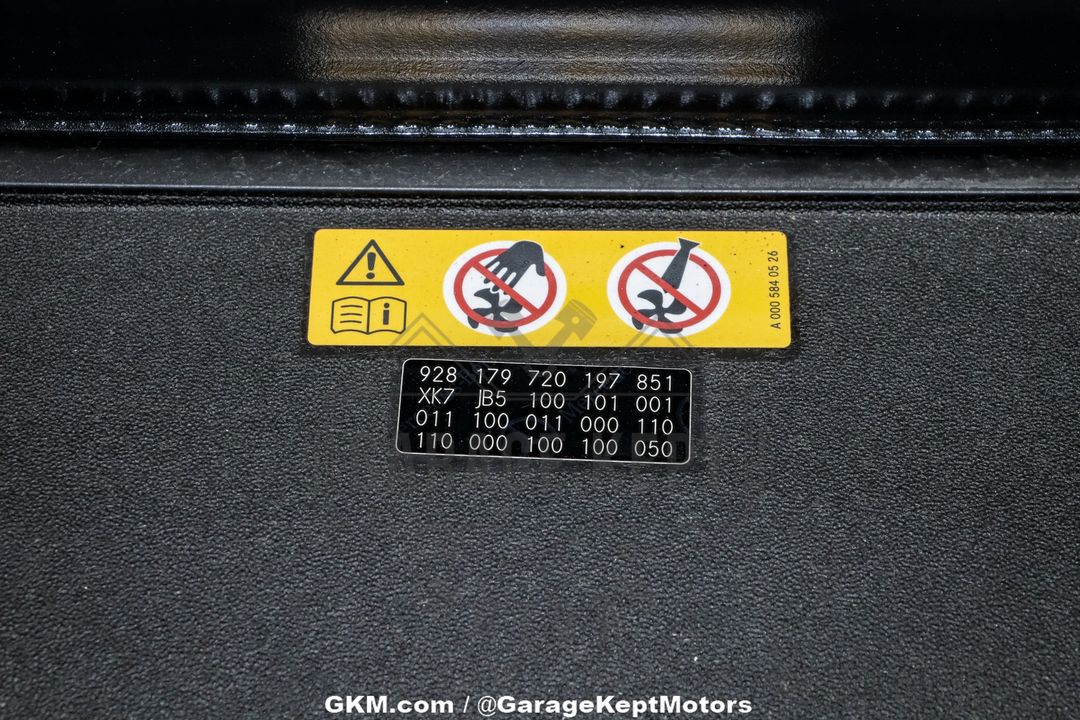 A 000 584 05 26
928 179 720 197 851
XK7 JB5 100 101 001
011 100 011 000 110
110 000 100 100 050
GKM.com / @GarageKeptMotors